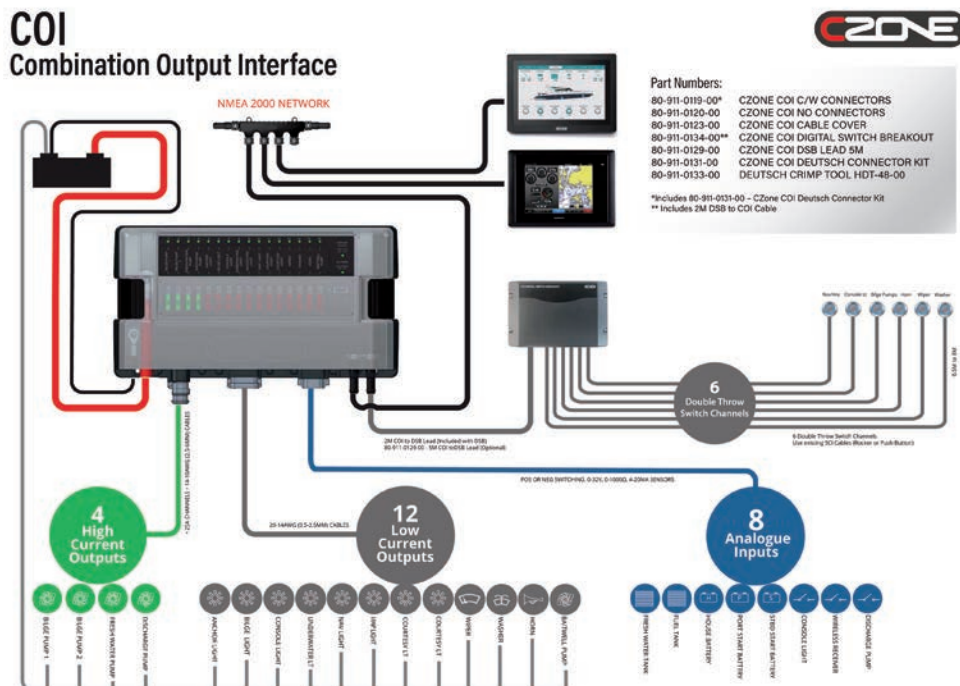 COI
Combination Output Interface
CZONE
NMEA 2000 NETWORK
Part Numbers:
80-911-0119-00* CZONE COI C/W CONNECTORS
80-911-0120-00 CZONE COI NO CONNECTORS
80-911-0123-00 CZONE COI CABLE COVER
80-911-0134-00** CZONE COI DIGITAL SWITCH BREAKOUT
80-911-0129-00 CZONE COI DSB LEAD 5M
80-911-0131-00 CZONE COI DEUTSCH CONNECTOR KIT
80-911-0133-00 DEUTSCH CRIMP TOOL HDT-48-00
*Includes 80-911-0131-00 – CZone COI Deutsch Connector Kit
** Includes 2M DSB to COI Cable
Bilge Pumps
Horn
Wiper
Washer
6
Double Throw
Switch Channels
6 Double Throw Switch Channels
Use existing SCI Cables (Rocker or Push Button)
2M COI to DSB Lead (Included with DSB)
80-911-0129-00 - 5M COI to DSB Lead (Optional)
POS OR NEG SWITCHING, 0-32V, 0-1000Ω, 4-20MA SENSORS
20-14AWG (0.5-2.5MM) CABLES
4
High
Current
Outputs
12
Low
Current
Outputs
8
Analogue
Inputs
BILGE PUMP 1
BILGE PUMP 2
FRESH WATER PUMP
DISCHARGE PUMP
ANCHOR LIGHT
BILGE LIGHT
CONSOLE LIGHT
UNDERWATER LT
NAV LIGHT
COURTESY LT
COURTESY LT
WIPER
WASHER
HORN
BAITWELL PUMP
FRESH WATER TANK
FUEL TANK
HOUSE BATTERY
PORT START BATTERY
STBD START BATTERY
CONSOLE LIGHT
WIRELESS RECEIVER
DISCHARGE PUMP